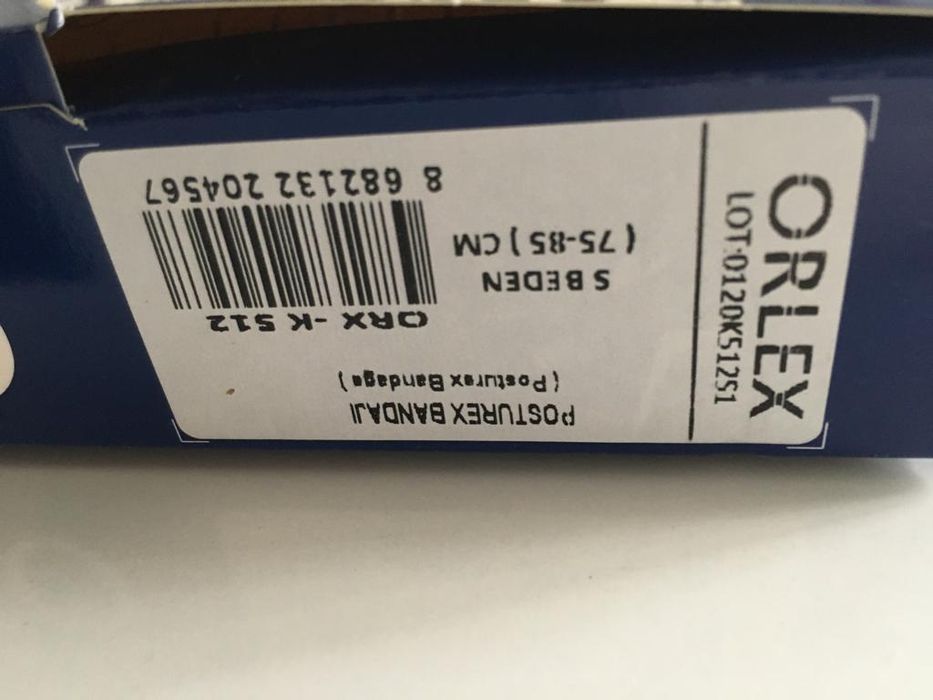 POSTUREX BANDAJI
( Posturex Bandage )
ORX - K 512
S BEDEN
( 75-85 ) CM
8 682132 204567
ORLEX
LOT:0120K512S1